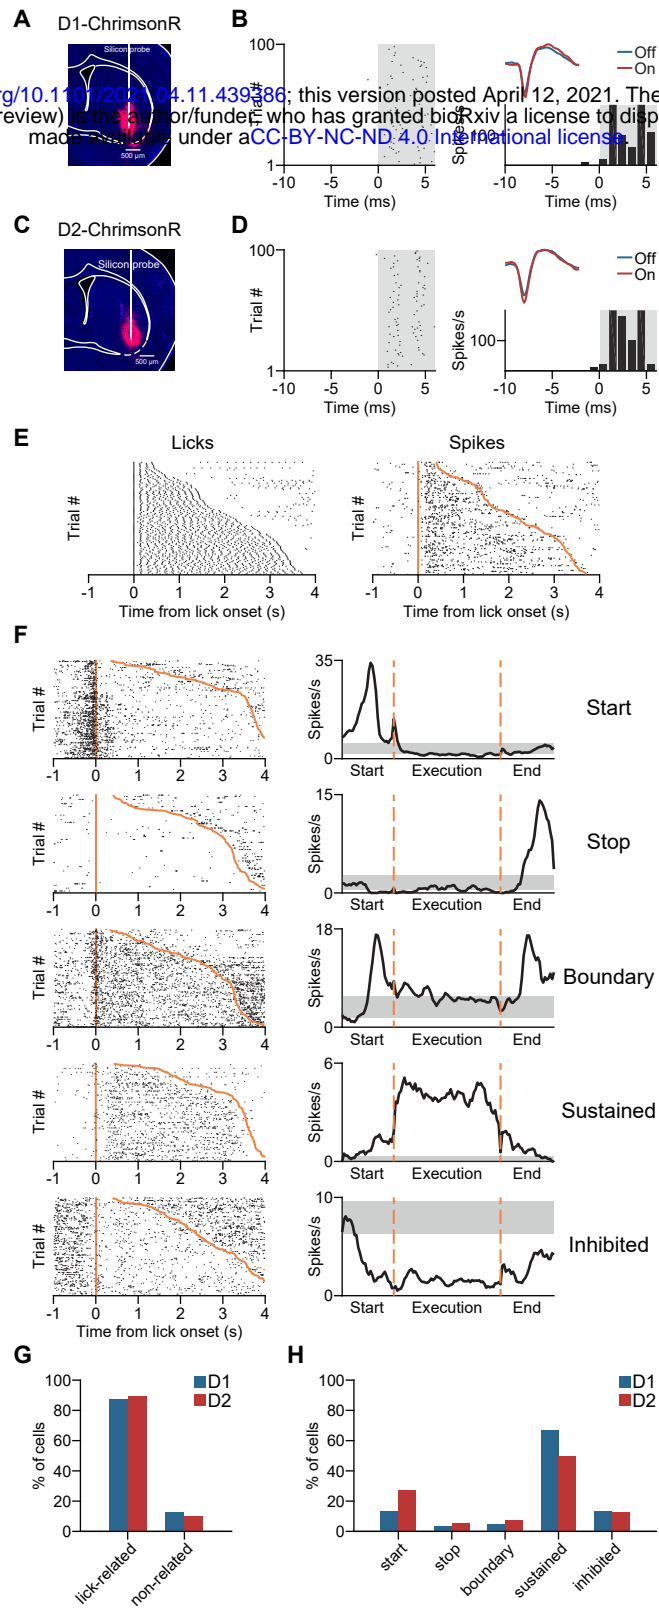 A D1-ChrimsonR
Silicon probe
500 µm
B
100
Trial #
1
-10 -5 0 5
Time (ms)
Off
On
Spikes/s
100
-10 -5 0 5
Time (ms)
rg/10.1101/2021.04.11.439386; this version posted April 12, 2021. The
review) is the author/funder, who has granted bioRxiv a license to disp
made available under aCC-BY-NC-ND 4.0 International license.
C D2-ChrimsonR
Silicon probe
500 µm
D
100
Trial #
1
-10 -5 0 5
Time (ms)
Off
On
Spikes/s
100
-10 -5 0 5
Time (ms)
E
Licks
Trial #
-1 0 1 2 3 4
Time from lick onset (s)
Spikes
Trial #
-1 0 1 2 3 4
Time from lick onset (s)
F
Trial #
-1 0 1 2 3 4
35
Spikes/s
0
Start Execution End
Start
Trial #
-1 0 1 2 3 4
15
Spikes/s
0
Start Execution End
Stop
Trial #
-1 0 1 2 3 4
18
Spikes/s
0
Start Execution End
Boundary
Trial #
-1 0 1 2 3 4
6
Spikes/s
0
Start Execution End
Sustained
Trial #
-1 0 1 2 3 4
Time from lick onset (s)
10
Spikes/s
0
Start Execution End
Inhibited
G
100
80
60
40
20
0
% of cells
D1
D2
lick-related
non-related
H
100
80
60
40
20
0
% of cells
D1
D2
start
stop
boundary
sustained
inhibited